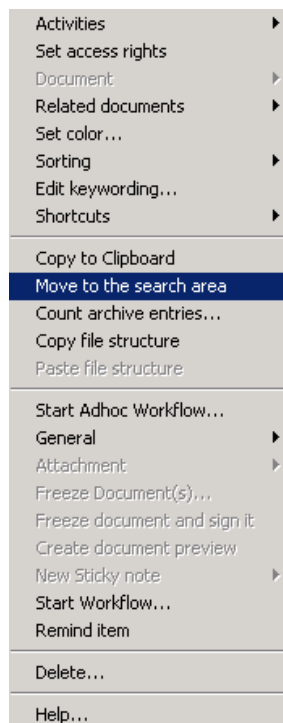 Activities
Set access rights
Document
Related documents
Set color...
Sorting
Edit keywording...
Shortcuts
Copy to Clipboard
Move to the search area
Count archive entries...
Copy file structure
Paste file structure
Start Adhoc Workflow...
General
Attachment
Freeze Document(s)...
Freeze document and sign it
Create document preview
New Sticky note
Start Workflow...
Remind item
Delete...
Help...